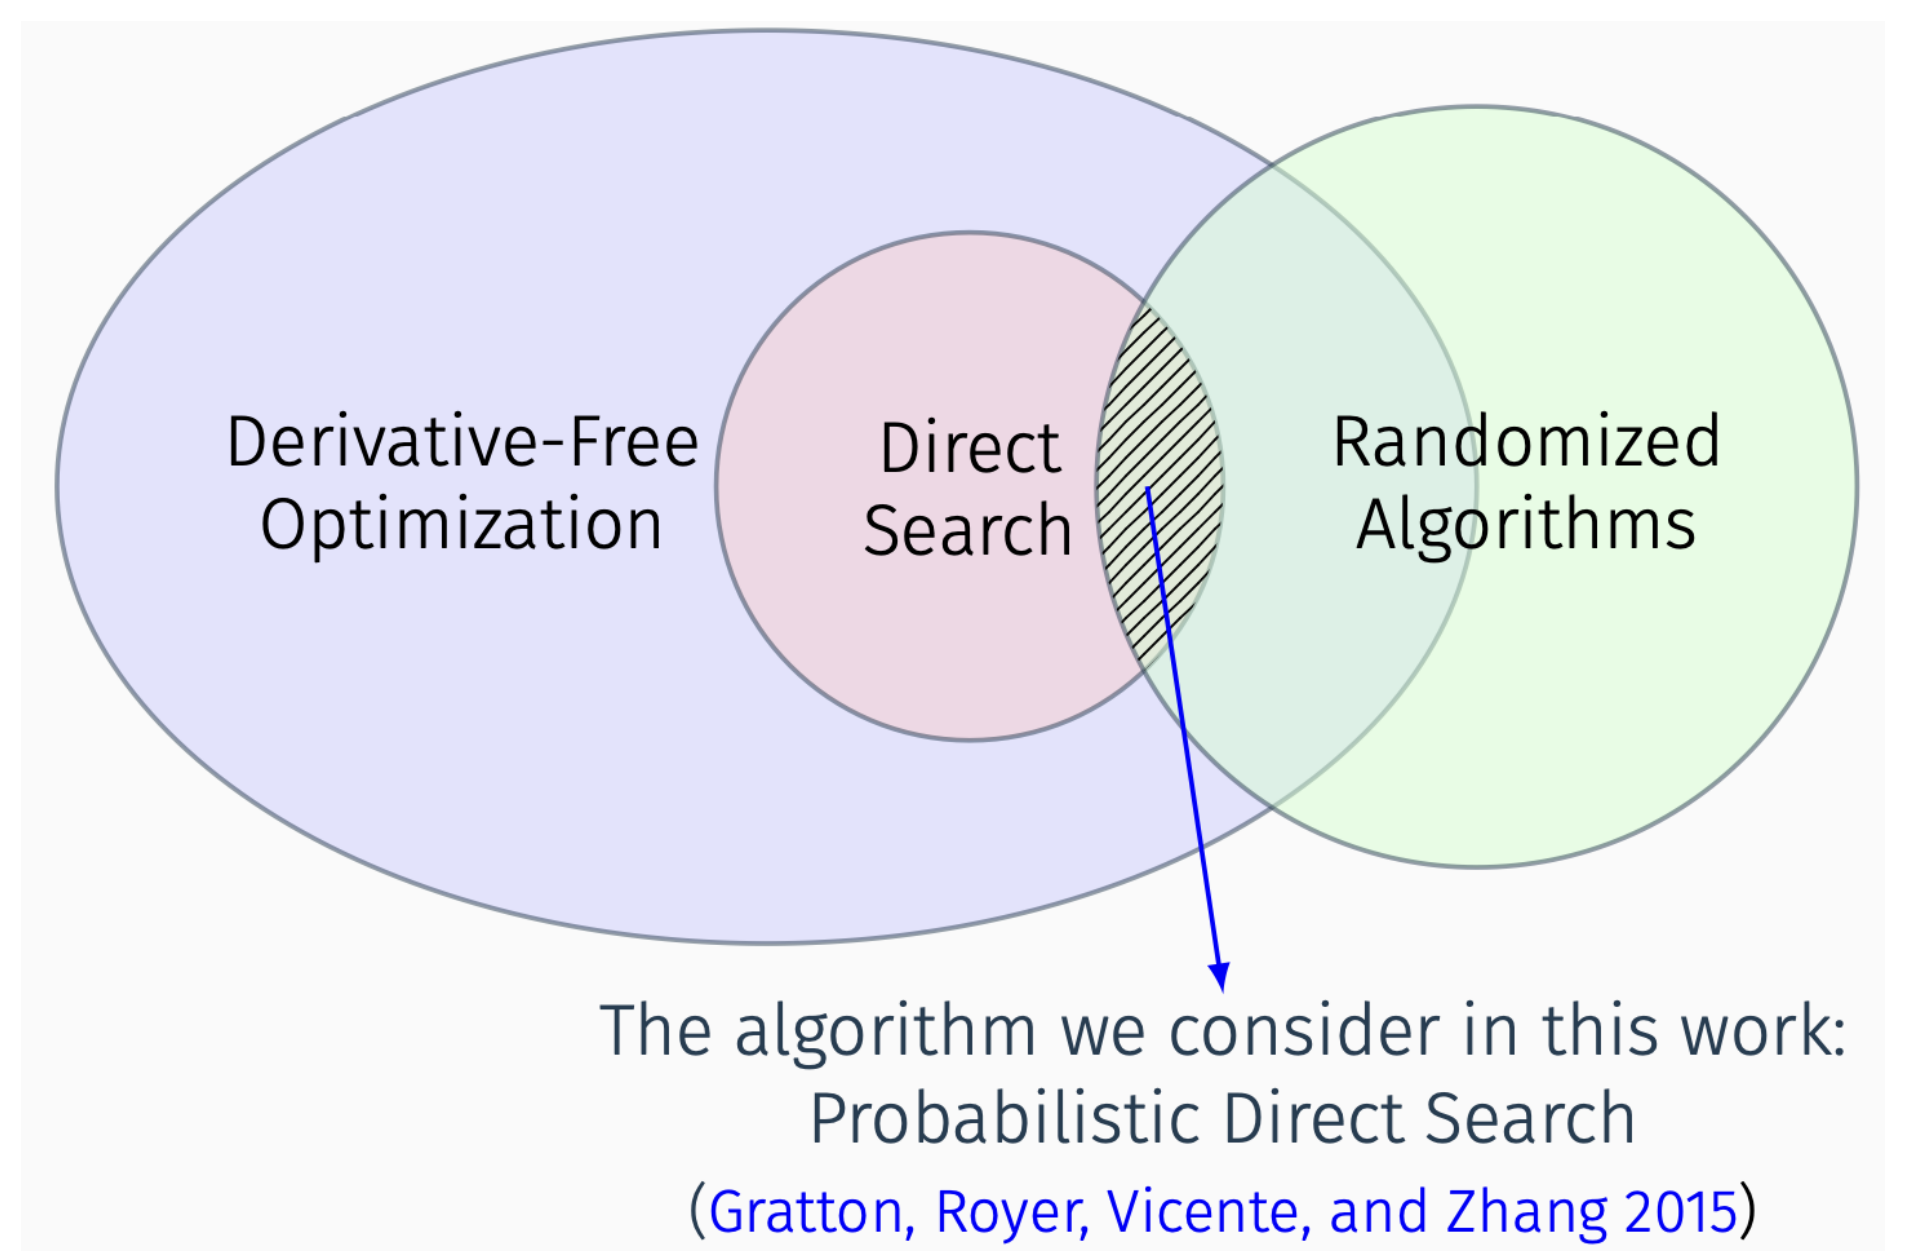 Derivative-Free
Optimization
Direct
Search
Randomized
Algorithms
The algorithm we consider in this work:
Probabilistic Direct Search
(Gratton, Royer, Vicente, and Zhang 2015)